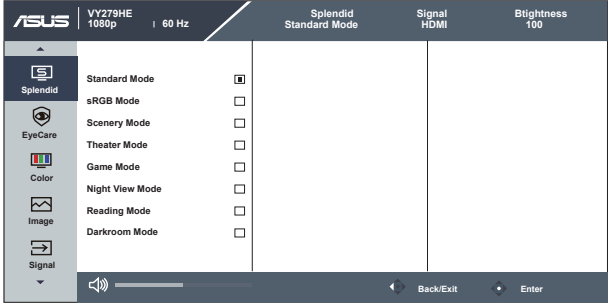 ASUS
VY279HE
1080p | 60 Hz
Splendid
Standard Mode
Signal
HDMI
Btightness
100
Splendid
EyeCare
Color
Image
Signal
Standard Mode
sRGB Mode
Scenery Mode
Theater Mode
Game Mode
Night View Mode
Reading Mode
Darkroom Mode
Back/Exit
Enter